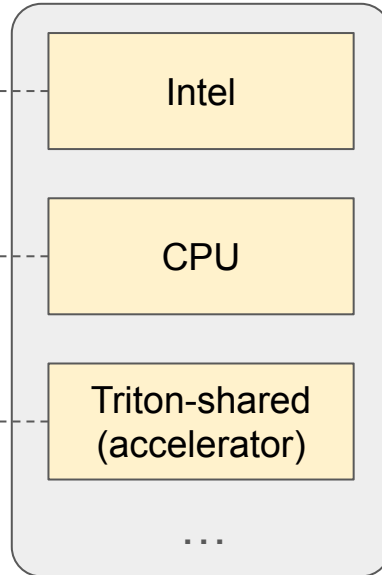 Intel
CPU
Triton-shared
(accelerator)
...